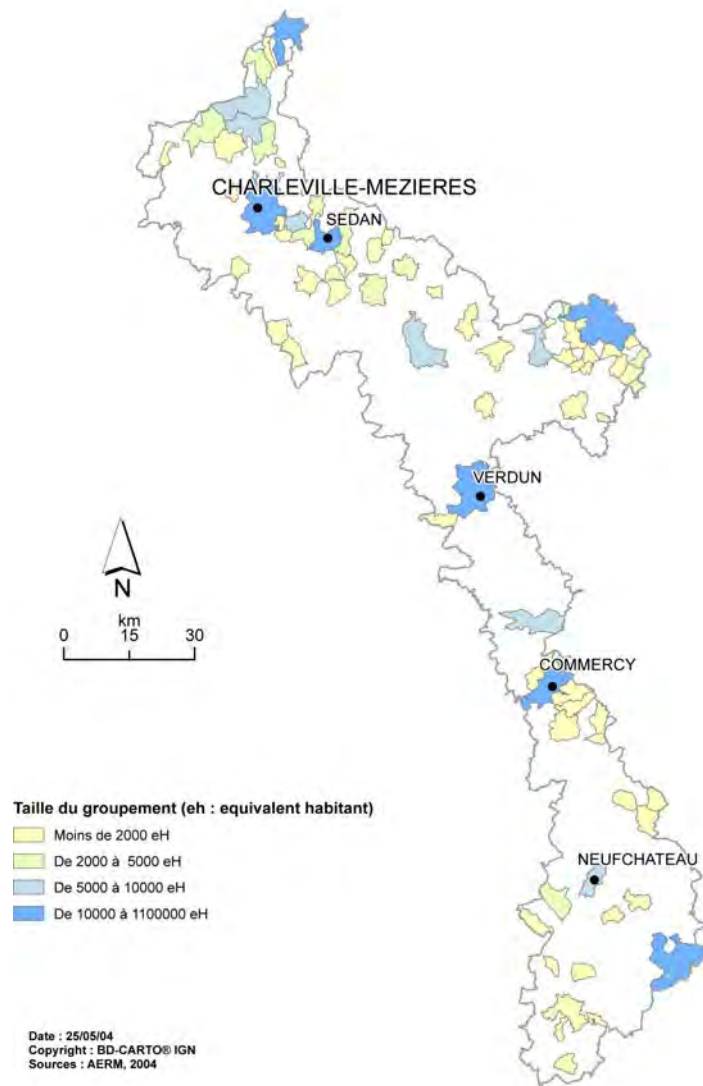 CHARLEVILLE-MEZIERES
SEDAN
VERDUN
N
km
0 15 30
COMMERCY
Taille du groupement (eh : equivalent habitant)
Moins de 2000 eH
De 2000 à 5000 eH
De 5000 à 10000 eH
De 10000 à 1100000 eH
NEUFCHATEAU
Date : 25/05/04
Copyright : BD-CARTO® IGN
Sources : AERM, 2004